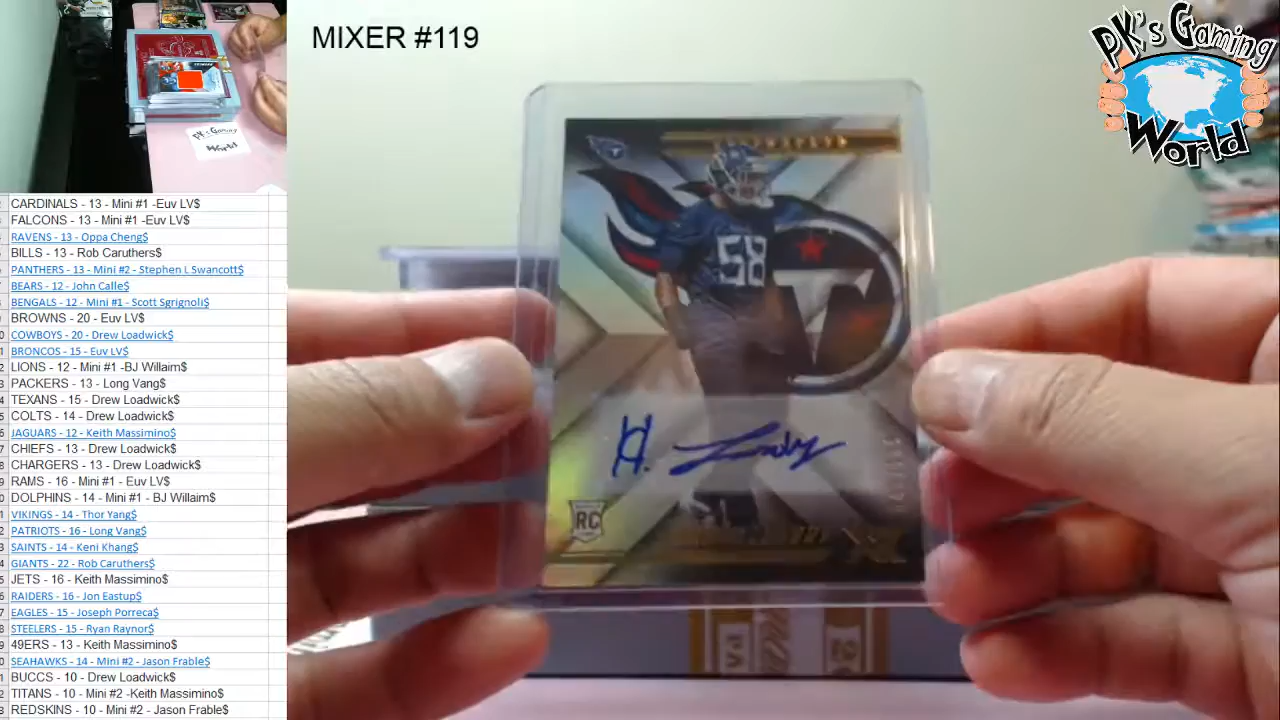 MIXER #119
PK's Gaming World
PK's Gaming
World
CARDINALS - 13 - Mini #1 -Euv LV$
FALCONS - 13 - Mini #1 -Euv LV$
RAVENS - 13 - Oppa Cheng$
BILLS - 13 - Rob Caruthers$
PANTHERS - 13 - Mini #2 - Stephen L Swancott$
BEARS - 12 - John Calle$
BENGALS - 12 - Mini #1 - Scott Sgrignoli$
BROWNS - 20 - Euv LV$
COWBOYS - 20 - Drew Loadwick$
BRONCOS - 15 - Euv LV$
LIONS - 12 - Mini #1 -BJ Willaim$
PACKERS - 13 - Long Vang$
TEXANS - 15 - Drew Loadwick$
COLTS - 14 - Drew Loadwick$
JAGUARS - 12 - Keith Massimino$
CHIEFS - 13 - Drew Loadwick$
CHARGERS - 13 - Drew Loadwick$
RAMS - 16 - Mini #1 - Euv LV$
DOLPHINS - 14 - Mini #1 - BJ Willaim$
VIKINGS - 14 - Thor Yang$
PATRIOTS - 16 - Long Vang$
SAINTS - 14 - Keni Khang$
GIANTS - 22 - Rob Caruthers$
JETS - 16 - Keith Massimino$
RAIDERS - 16 - Jon Eastup$
EAGLES - 15 - Joseph Porreca$
STEELERS - 15 - Ryan Raynor$
49ERS - 13 - Keith Massimino$
SEAHAWKS - 14 - Mini #2 - Jason Frable$
BUCCS - 10 - Drew Loadwick$
TITANS - 10 - Mini #2 -Keith Massimino$
REDSKINS - 10 - Mini #2 - Jason Frable$
58
T
H. Landry
RC